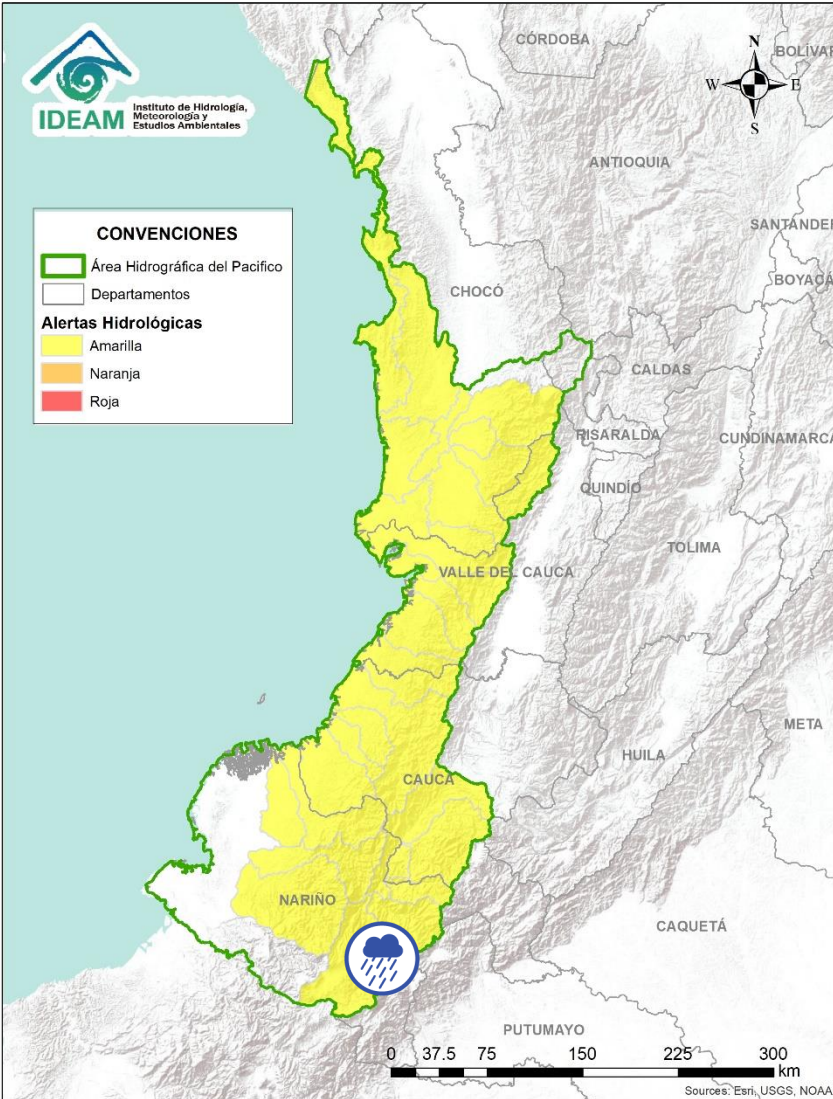 IDEAM
Instituto de Hidrología,
Meteorología y
Estudios Ambientales
N
W E
S
CONVENCIONES
Área Hidrográfica del Pacifico
Departamentos
Alertas Hidrológicas
Amarilla
Naranja
Roja
CÓRDOBA
BOLÍVAR
ANTIOQUIA
SANTANDER
BOYACÁ
CHOCÓ
CALDAS
RISARALDA
CUNDINAMARCA
QUINDÍO
TOLIMA
VALLE DEL CAUCA
META
HUILA
CAUCA
NARIÑO
CAQUETÁ
PUTUMAYO
0 37.5 75 150 225 300
km
Sources: Esri, USGS, NOAA